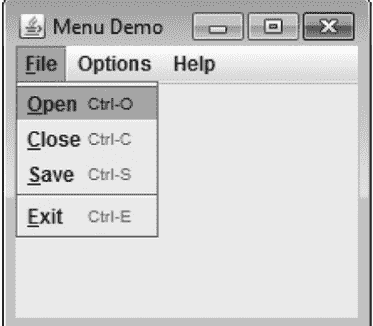 Menu Demo
File Options Help
Open Ctrl-O
Close Ctrl-C
Save Ctrl-S
Exit Ctrl-E